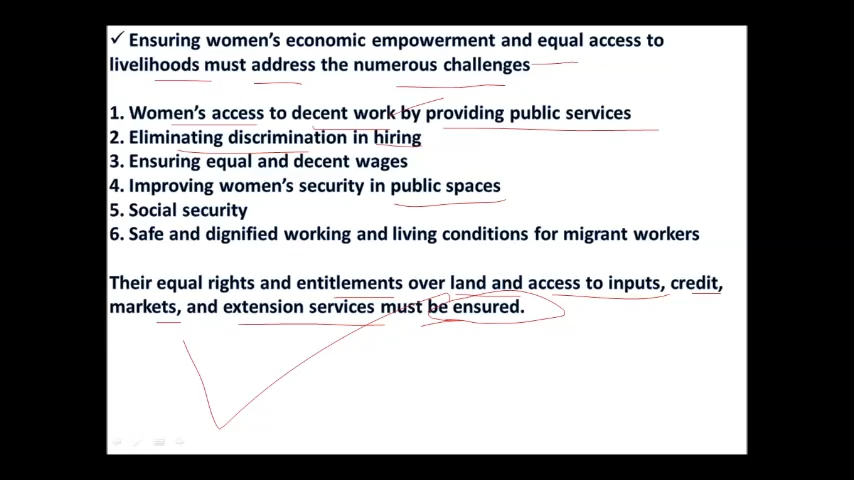 ✓ Ensuring women's economic empowerment and equal access to
livelihoods must address the numerous challenges
1. Women's access to decent work by providing public services
2. Eliminating discrimination in hiring
3. Ensuring equal and decent wages
4. Improving women's security in public spaces
5. Social security
6. Safe and dignified working and living conditions for migrant workers
Their equal rights and entitlements over land and access to inputs, credit,
markets, and extension services must be ensured.